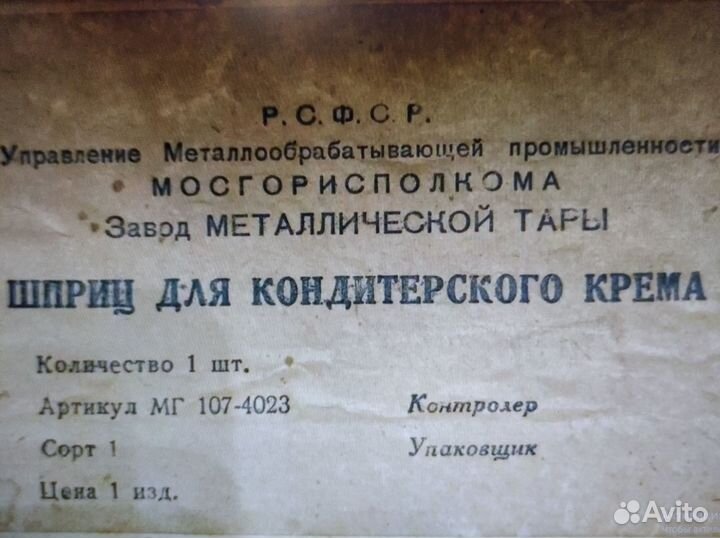 Р. С. Ф. С. Р.
Управление Металлообрабатывающей промышленности
МОСГОРИСПОЛКОМА
Завод МЕТАЛЛИЧЕСКОЙ ТАРЫ
ШПРИЦ ДЛЯ КОНДИТЕРСКОГО КРЕМА
Количество 1 шт.
Артикул МГ 107-4023
Контролер
Сорт 1
Упаковщик
Цена 1 изд.
Avito